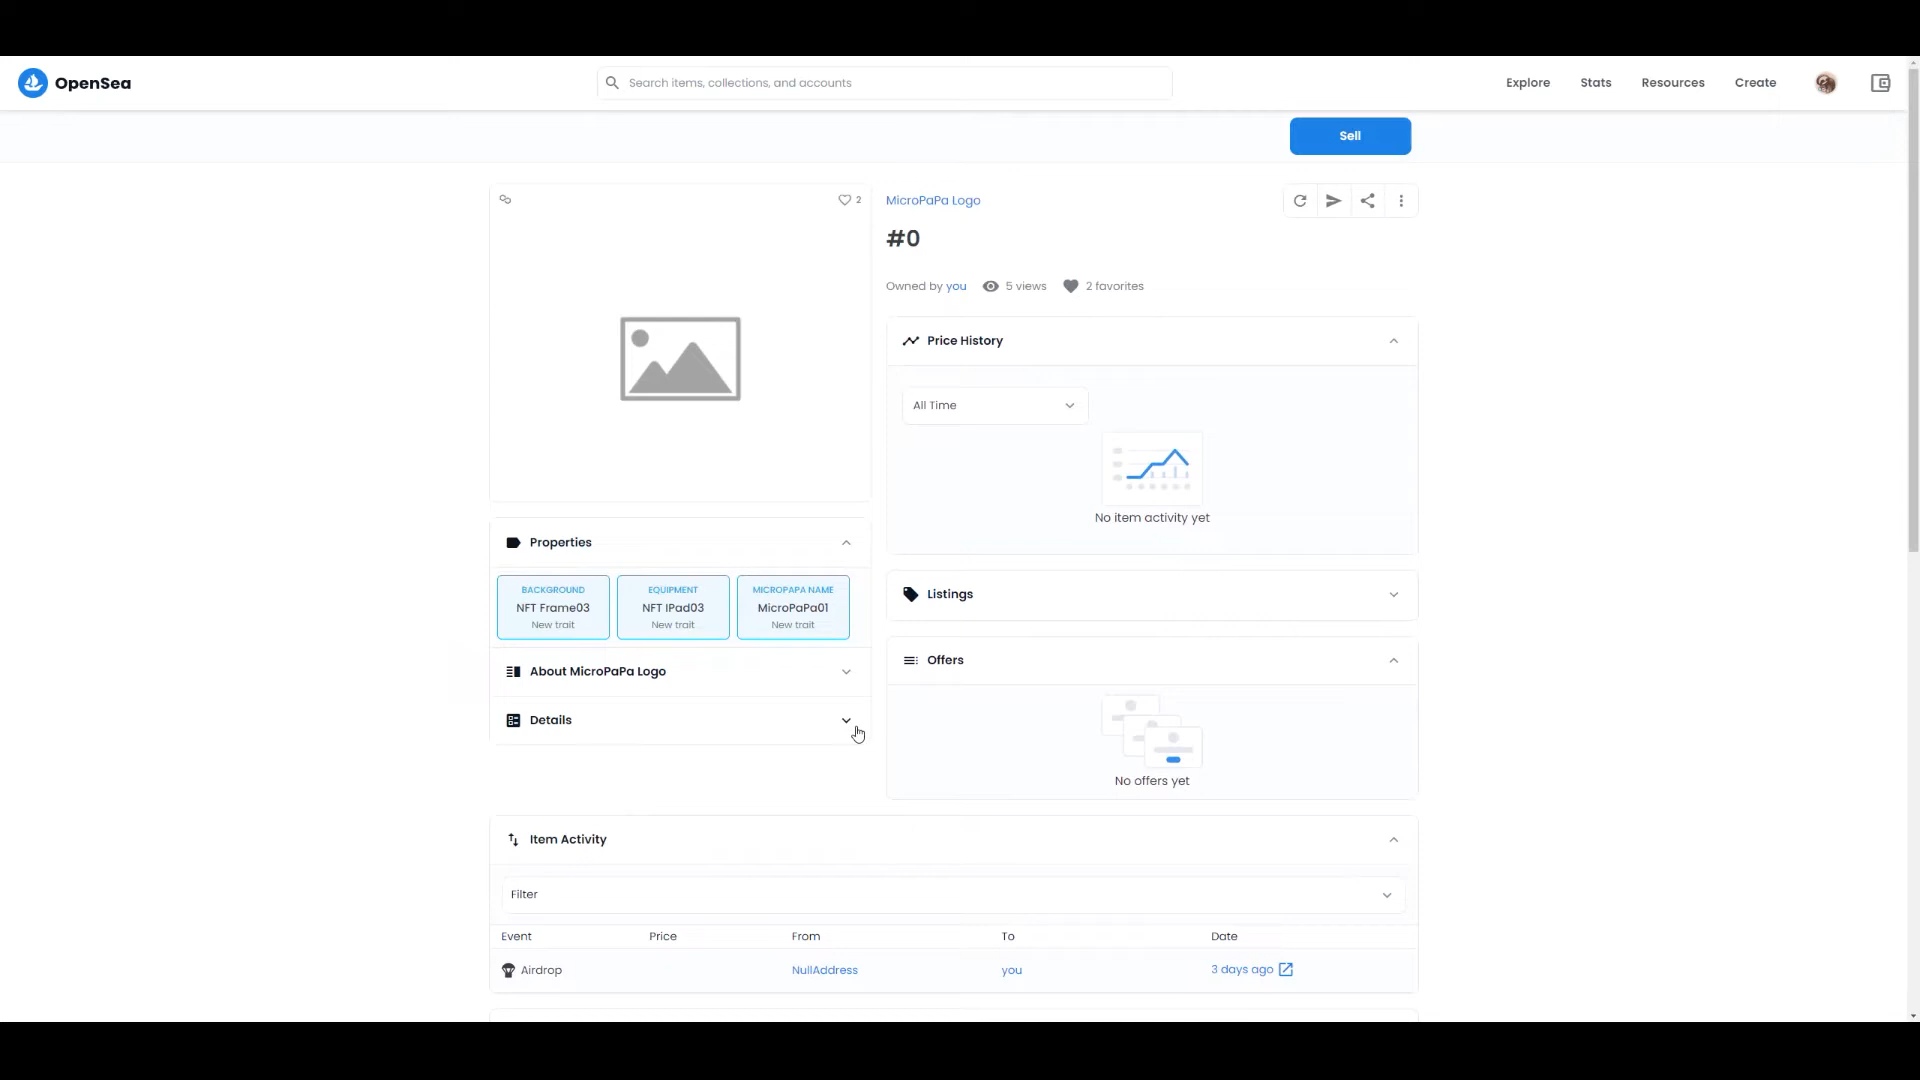 OpenSea
Search items, collections, and accounts
Explore Stats Resources Create
Sell
2
MicroPaPa Logo
#0
Owned by you 5 views 2 favorites
Price History
All Time
No item activity yet
Properties
BACKGROUND
NFT Frame03
New trait
EQUIPMENT
NFT IPad03
New trait
MICROPAPA NAME
MicroPaPa01
New trait
About MicroPaPa Logo
Details
Listings
Offers
No offers yet
Item Activity
Filter
Event Price From To Date
Airdrop NullAddress you 3 days ago